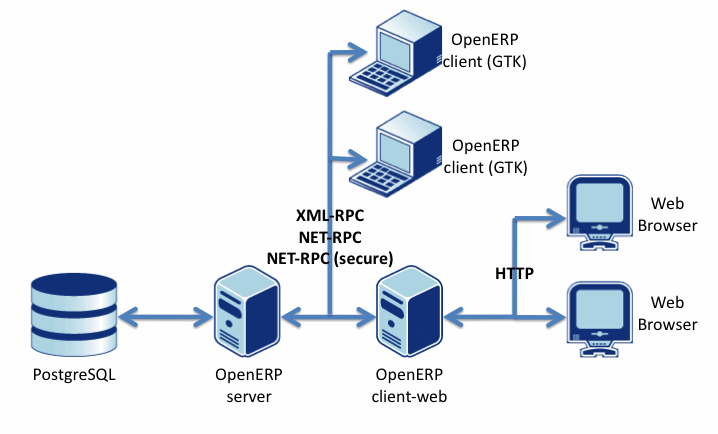 OpenERP
client (GTK)
OpenERP
client (GTK)
XML-RPC
NET-RPC
NET-RPC (secure)
Web
Browser
HTTP
Web
Browser
PostgreSQL
OpenERP
server
OpenERP
client-web